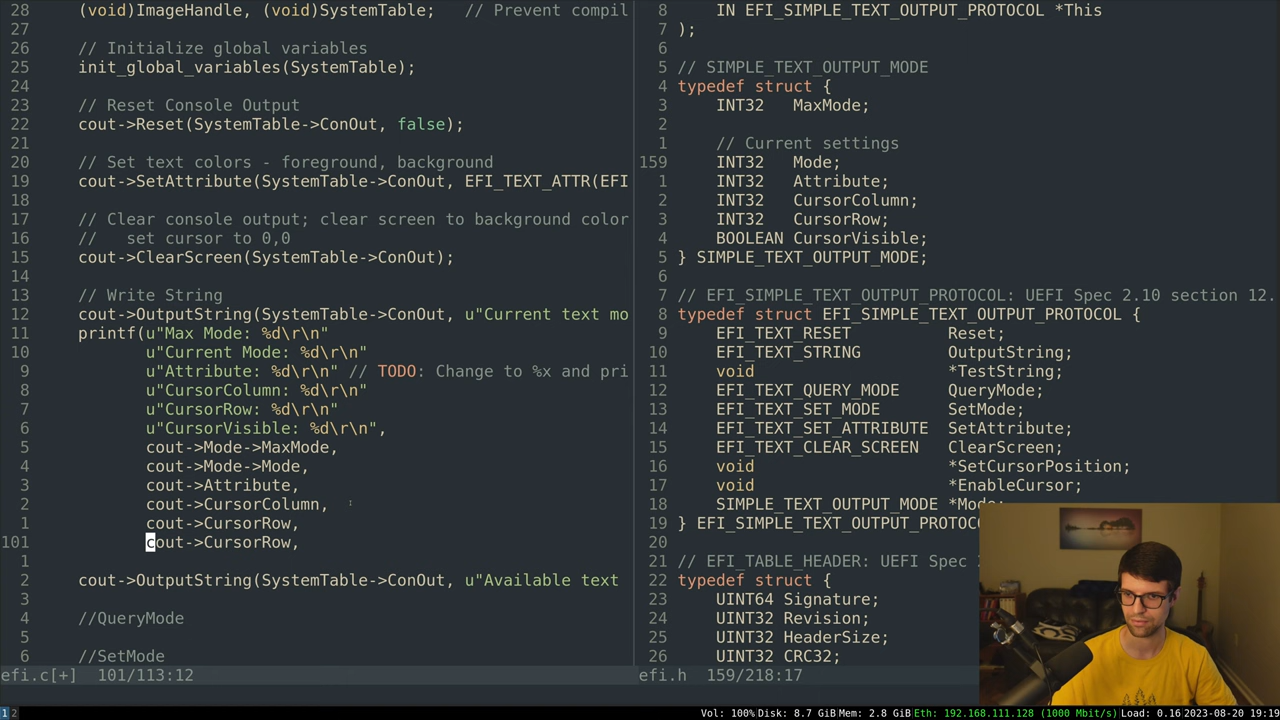 28     (void)ImageHandle, (void)SystemTable;   // Prevent compil
27
26     // Initialize global variables
25     init_global_variables(SystemTable);
24
23     // Reset Console Output
22     cout->Reset(SystemTable->ConOut, false);
21
20     // Set text colors - foreground, background
19     cout->SetAttribute(SystemTable->ConOut, EFI_TEXT_ATTR(EFI
18
17     // Clear console output; clear screen to background color
16     //   set cursor to 0,0
15     cout->ClearScreen(SystemTable->ConOut);
14
13     // Write String
12     cout->OutputString(SystemTable->ConOut, u"Current text mo
11     printf(u"Max Mode: %d\r\n"
10            u"Current Mode: %d\r\n"
9            u"Attribute: %d\r\n" // TODO: Change to %x and pri
8            u"CursorColumn: %d\r\n"
7            u"CursorRow: %d\r\n"
6            u"CursorVisible: %d\r\n",
5            cout->Mode->MaxMode,
4            cout->Mode->Mode,
3            cout->Attribute,
2            cout->CursorColumn,
1            cout->CursorRow,
101            cout->CursorRow,
1
2     cout->OutputString(SystemTable->ConOut, u"Available text
3
4     //QueryMode
5
6     //SetMode
efi.c[+]  101/113:12
8     IN EFI_SIMPLE_TEXT_OUTPUT_PROTOCOL *This
7 );
6
5 // SIMPLE_TEXT_OUTPUT_MODE
4 typedef struct {
3     INT32   MaxMode;
2
1     // Current settings
159     INT32   Mode;
1     INT32   Attribute;
2     INT32   CursorColumn;
3     INT32   CursorRow;
4     BOOLEAN CursorVisible;
5 } SIMPLE_TEXT_OUTPUT_MODE;
6
7 // EFI_SIMPLE_TEXT_OUTPUT_PROTOCOL: UEFI Spec 2.10 section 12.
8 typedef struct EFI_SIMPLE_TEXT_OUTPUT_PROTOCOL {
9     EFI_TEXT_RESET          Reset;
10     EFI_TEXT_STRING         OutputString;
11     void                    *TestString;
12     EFI_TEXT_QUERY_MODE     QueryMode;
13     EFI_TEXT_SET_MODE       SetMode;
14     EFI_TEXT_SET_ATTRIBUTE  SetAttribute;
15     EFI_TEXT_CLEAR_SCREEN   ClearScreen;
16     void                    *SetCursorPosition;
17     void                    *EnableCursor;
18     SIMPLE_TEXT_OUTPUT_MODE *Mode;
19 } EFI_SIMPLE_TEXT_OUTPUT_PROTOC
20
21 // EFI_TABLE_HEADER: UEFI Spec
22 typedef struct {
23     UINT64 Signature;
24     UINT32 Revision;
25     UINT32 HeaderSize;
26     UINT32 CRC32;
efi.h  159/218:17
1 2 Vol: 100% Disk: 8.7 GiB Mem: 2.8 GiB Eth: 192.168.111.128 (1000 Mbit/s) Load: 0.16 2023-08-20 19:19